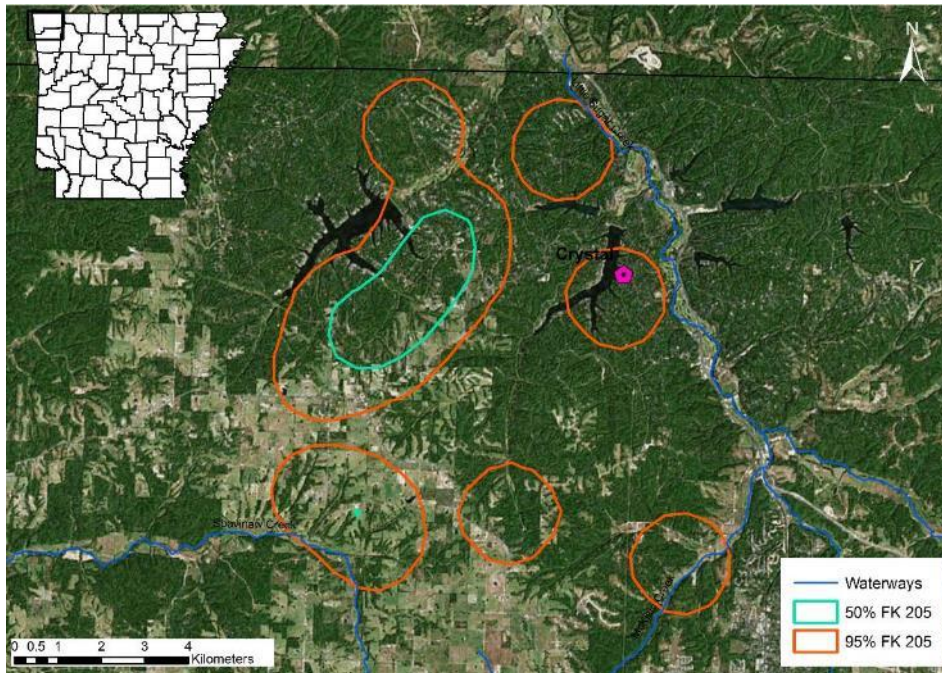 N
Crystal
Spavinaw Creek
Waterways
50% FK 205
95% FK 205
0 0.5 1 2 3 4
Kilometers